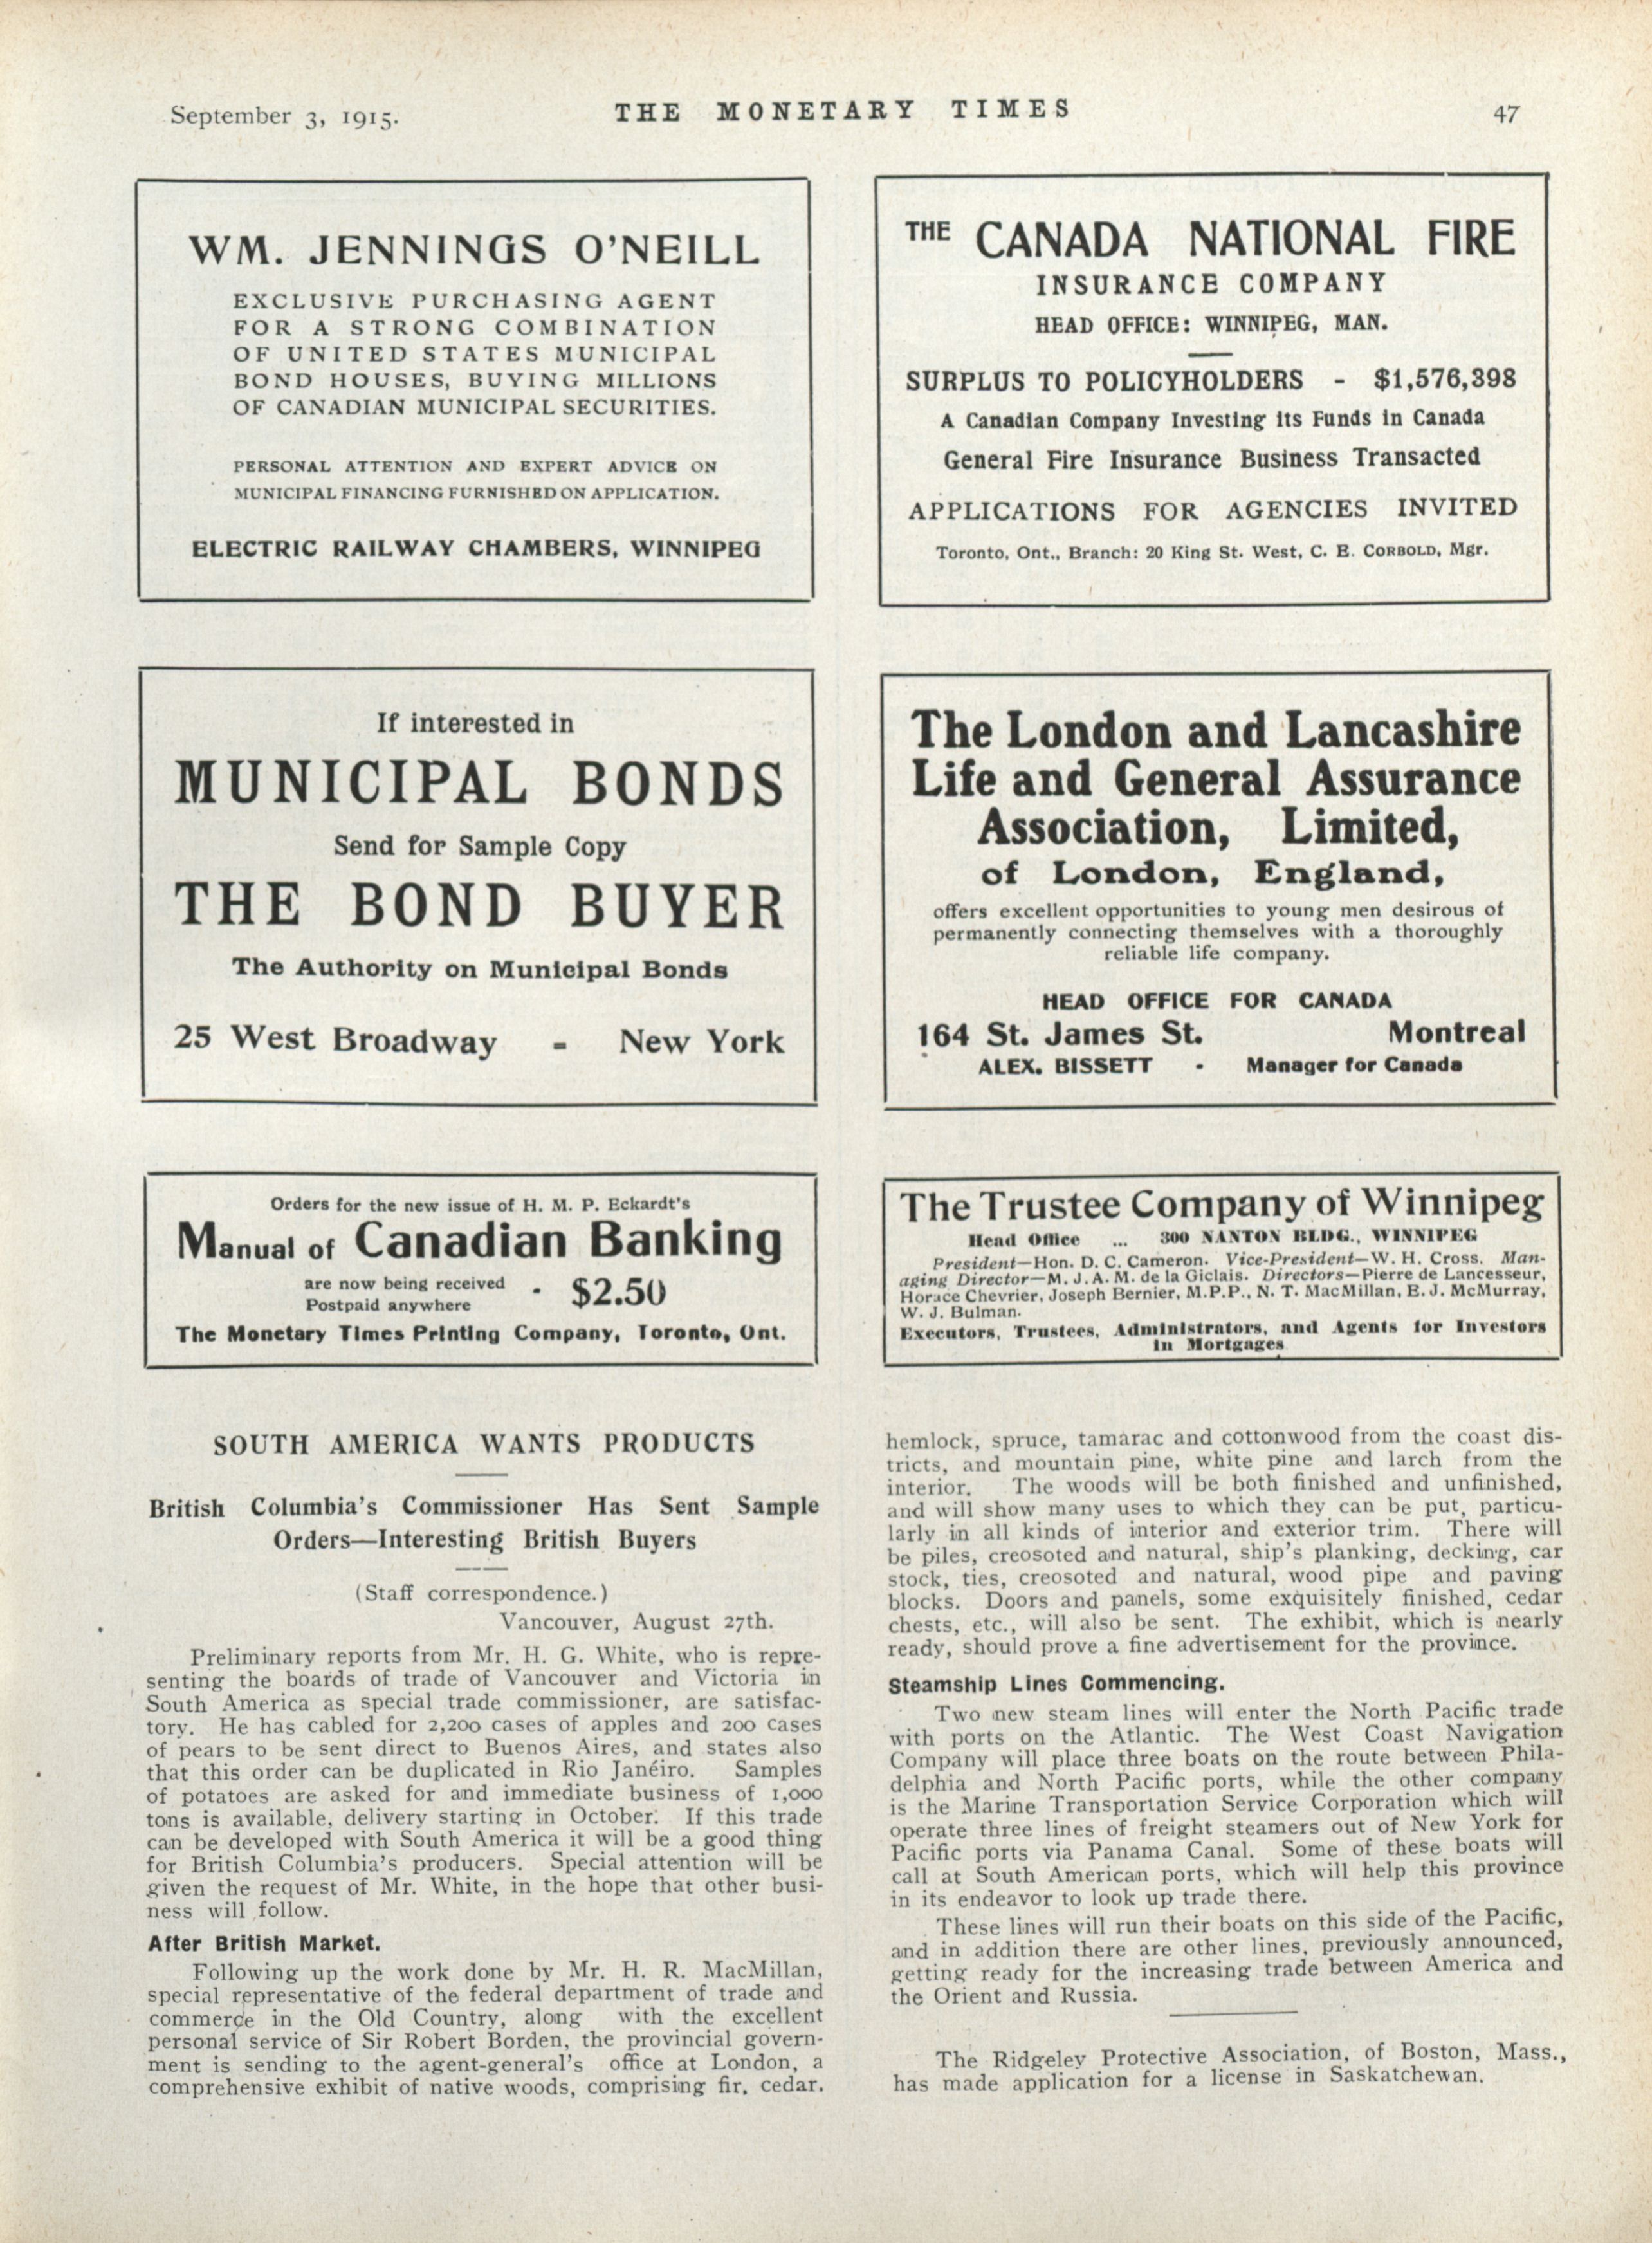 September 3, 1915.
THE MONETARY TIMES
47
WM. JENNINGS O'NEILL
EXCLUSIVE PURCHASING AGENT
FOR A STRONG COMBINATION
OF UNITED STATES MUNICIPAL
BOND HOUSES, BUYING MILLIONS
OF CANADIAN MUNICIPAL SECURITIES.
PERSONAL ATTENTION AND EXPERT ADVICE ON
MUNICIPAL FINANCING FURNISHED ON APPLICATION.
ELECTRIC RAILWAY CHAMBERS, WINNIPEG
THE CANADA NATIONAL FIRE
INSURANCE COMPANY
HEAD OFFICE: WINNIPEG, MAN.
SURPLUS TO POLICYHOLDERS - $1,576,398
A Canadian Company Investing its Funds in Canada
General Fire Insurance Business Transacted
APPLICATIONS FOR AGENCIES INVITED
Toronto, Ont., Branch: 20 King St. West, C. E. CORBOLD, Mgr.
If interested in
MUNICIPAL BONDS
Send for Sample Copy
THE BOND BUYER
The Authority on Municipal Bonds
25 West Broadway - New York
The London and Lancashire
Life and General Assurance
Association, Limited,
of London, England,
offers excellent opportunities to young men desirous of
permanently connecting themselves with a thoroughly
reliable life company.
HEAD OFFICE FOR CANADA
164 St. James St. Montreal
ALEX. BISSETT - Manager for Canada
Orders for the new issue of H. M. P. Eckardt's
Manual of Canadian Banking
are now being received
Postpaid anywhere - $2.50
The Monetary Times Printing Company, Toronto, Ont.
The Trustee Company of Winnipeg
Head Office ... 300 NANTON BLDG., WINNIPEG
President—Hon. D. C. Cameron. Vice-President—W. H. Cross. Man-
aging Director—M. J. A. M. de la Giclais. Directors—Pierre de Lancesseur,
Horace Chevrier, Joseph Bernier, M.P.P., N. T. MacMillan, E. J. McMurray,
W. J. Bulman.
Executors, Trustees, Administrators, and Agents for Investors
in Mortgages
SOUTH AMERICA WANTS PRODUCTS
British Columbia's Commissioner Has Sent Sample
Orders—Interesting British Buyers
(Staff correspondence.)
Vancouver, August 27th.
Preliminary reports from Mr. H. G. White, who is repre-
senting the boards of trade of Vancouver and Victoria in
South America as special trade commissioner, are satisfac-
tory. He has cabled for 2,200 cases of apples and 200 cases
of pears to be sent direct to Buenos Aires, and states also
that this order can be duplicated in Rio Janéiro. Samples
of potatoes are asked for and immediate business of 1,000
tons is available, delivery starting in October. If this trade
can be developed with South America it will be a good thing
for British Columbia's producers. Special attention will be
given the request of Mr. White, in the hope that other busi-
ness will follow.
After British Market.
Following up the work done by Mr. H. R. MacMillan,
special representative of the federal department of trade and
commerce in the Old Country, along with the excellent
personal service of Sir Robert Borden, the provincial govern-
ment is sending to the agent-general's office at London, a
comprehensive exhibit of native woods, comprising fir, cedar,
hemlock, spruce, tamarac and cottonwood from the coast dis-
tricts, and mountain pine, white pine and larch from the
interior. The woods will be both finished and unfinished,
and will show many uses to which they can be put, particu-
larly in all kinds of interior and exterior trim. There will
be piles, creosoted and natural, ship's planking, decking, car
stock, ties, creosoted and natural, wood pipe and paving
blocks. Doors and panels, some exquisitely finished, cedar
chests, etc., will also be sent. The exhibit, which is nearly
ready, should prove a fine advertisement for the province.
Steamship Lines Commencing.
Two new steam lines will enter the North Pacific trade
with ports on the Atlantic. The West Coast Navigation
Company will place three boats on the route between Phila-
delphia and North Pacific ports, while the other company
is the Marine Transportation Service Corporation which will
operate three lines of freight steamers out of New York for
Pacific ports via Panama Canal. Some of these boats will
call at South American ports, which will help this province
in its endeavor to look up trade there.
These lines will run their boats on this side of the Pacific,
and in addition there are other lines, previously announced,
getting ready for the increasing trade between America and
the Orient and Russia.
The Ridgeley Protective Association, of Boston, Mass.,
has made application for a license in Saskatchewan.